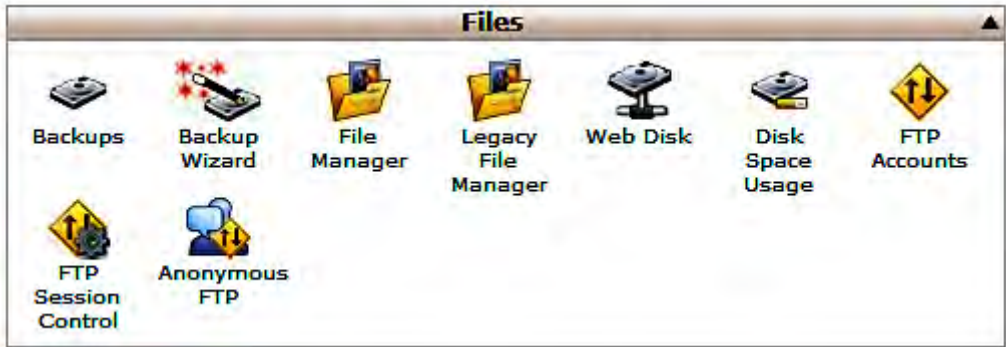 Files
Backups
Backup
Wizard
File
Manager
Legacy
File
Manager
Web Disk
Disk
Space
Usage
FTP
Accounts
FTP
Session
Control
Anonymous
FTP